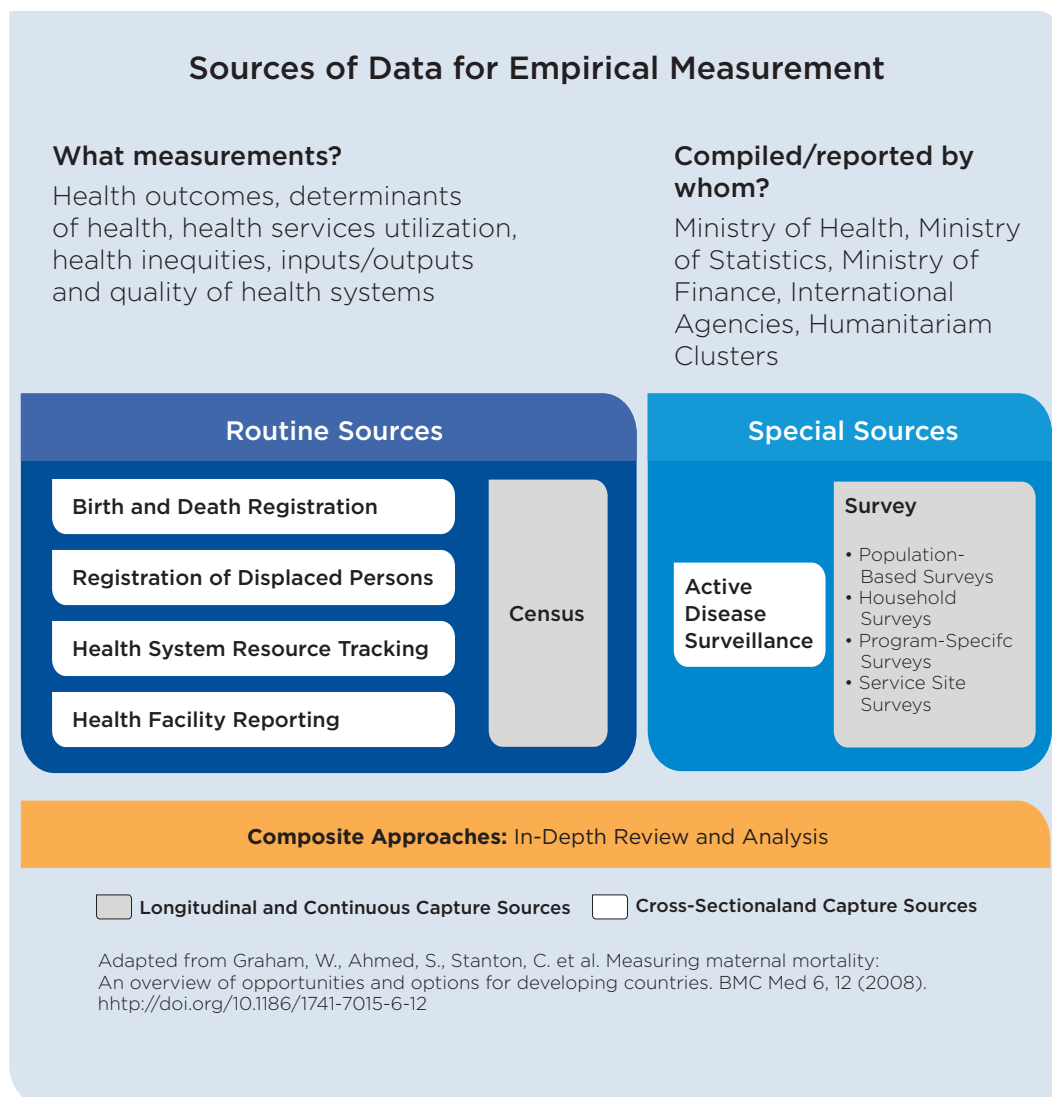 Sources of Data for Empirical Measurement
What measurements?
Health outcomes, determinants
of health, health services utilization,
health inequities, inputs/outputs
and quality of health systems
Compiled/reported by
whom?
Ministry of Health, Ministry
of Statistics, Ministry of
Finance, International
Agencies, Humanitariam
Clusters
Routine Sources
Birth and Death Registration
Registration of Displaced Persons
Health System Resource Tracking
Health Facility Reporting
Census
Special Sources
Active
Disease
Surveillance
Survey
• Population-
Based Surveys
• Household
Surveys
• Program-Specifc
Surveys
• Service Site
Surveys
Composite Approaches: In-Depth Review and Analysis
Longitudinal and Continuous Capture Sources
Cross-Sectionaland Capture Sources
Adapted from Graham, W., Ahmed, S., Stanton, C. et al. Measuring maternal mortality:
An overview of opportunities and options for developing countries. BMC Med 6, 12 (2008).
hhtp://doi.org/10.1186/1741-7015-6-12